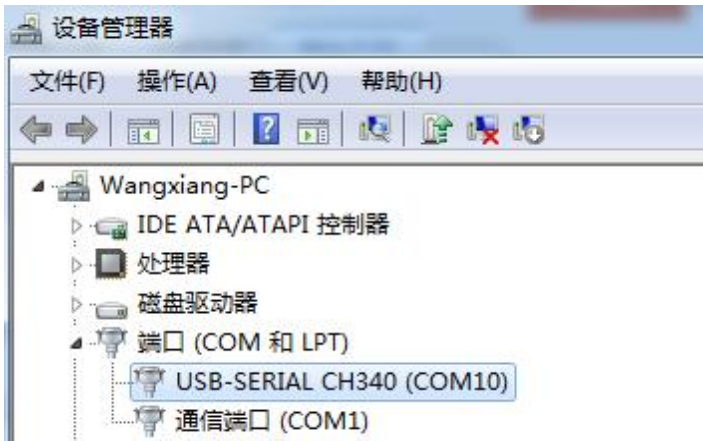 设备管理器
文件(F) 操作(A) 查看(V) 帮助(H)
Wangxiang-PC
IDE ATA/ATAPI 控制器
处理器
磁盘驱动器
端口 (COM 和 LPT)
USB-SERIAL CH340 (COM10)
通信端口 (COM1)